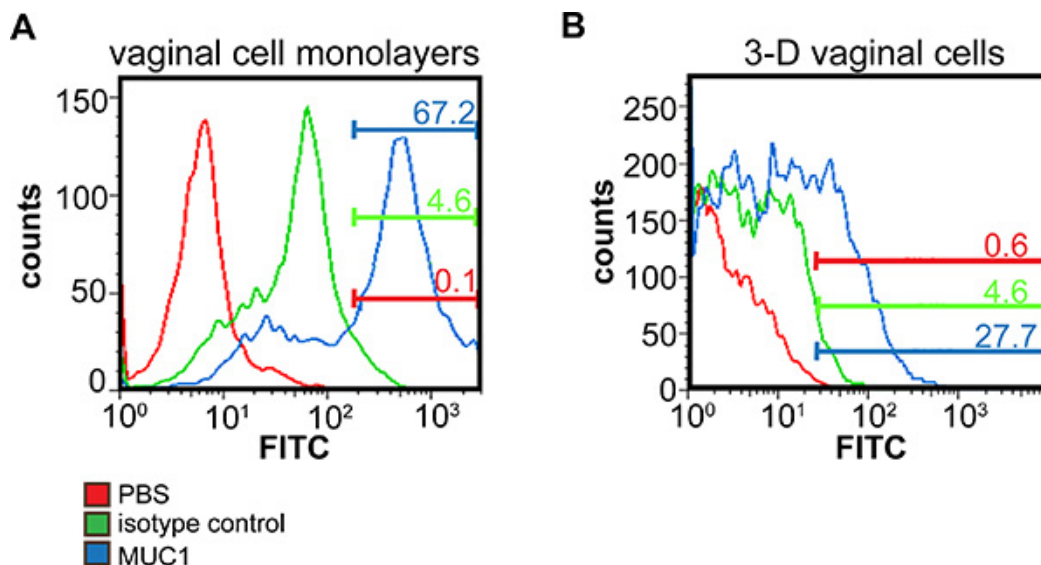 A
vaginal cell monolayers
150
100
50
0
counts
67.2
4.6
0.1
10⁰ 10¹ 10² 10³
FITC
B
3-D vaginal cells
250
200
150
100
50
0
counts
0.6
4.6
27.7
10⁰ 10¹ 10² 10³
FITC
PBS
isotype control
MUC1